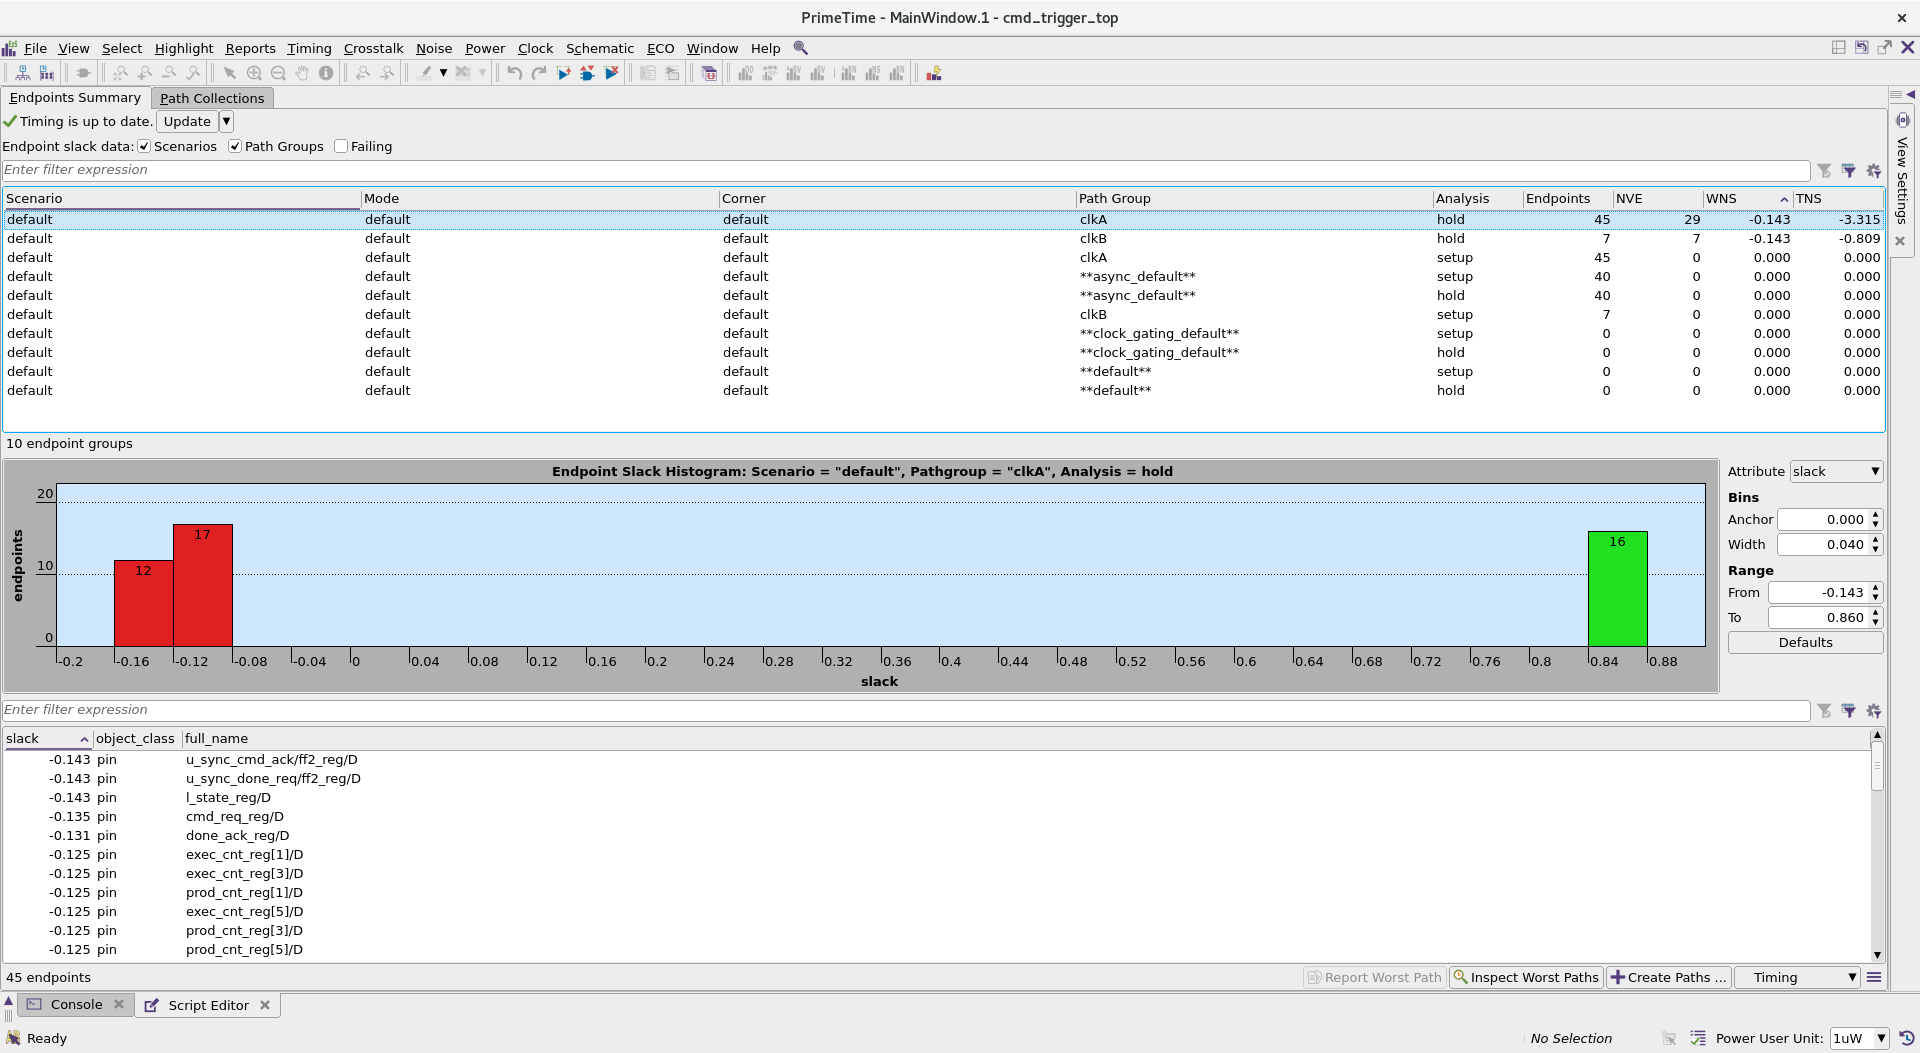 PrimeTime - MainWindow.1 - cmd_trigger_top
File View Select Highlight Reports Timing Crosstalk Noise Power Clock Schematic ECO Window Help
Endpoints Summary Path Collections
Timing is up to date. Update
Endpoint slack data: Scenarios Path Groups Failing
Enter filter expression
Scenario Mode Corner Path Group Analysis Endpoints NVE WNS TNS
default default default clkA hold 45 29 -0.143 -3.315
default default default clkB hold 7 7 -0.143 -0.809
default default default clkA setup 45 0 0.000 0.000
default default default **async_default** setup 40 0 0.000 0.000
default default default **async_default** hold 40 0 0.000 0.000
default default default clkB setup 7 0 0.000 0.000
default default default **clock_gating_default** setup 0 0 0.000 0.000
default default default **clock_gating_default** hold 0 0 0.000 0.000
default default default **default** setup 0 0 0.000 0.000
default default default **default** hold 0 0 0.000 0.000
10 endpoint groups
Endpoint Slack Histogram: Scenario = "default", Pathgroup = "clkA", Analysis = hold
endpoints
20
10
0
12
17
16
-0.2 -0.16 -0.12 -0.08 -0.04 0 0.04 0.08 0.12 0.16 0.2 0.24 0.28 0.32 0.36 0.4 0.44 0.48 0.52 0.56 0.6 0.64 0.68 0.72 0.76 0.8 0.84 0.88
slack
Attribute slack
Bins
Anchor 0.000
Width 0.040
Range
From -0.143
To 0.860
Defaults
Enter filter expression
slack object_class full_name
-0.143 pin u_sync_cmd_ack/ff2_reg/D
-0.143 pin u_sync_done_req/ff2_reg/D
-0.143 pin l_state_reg/D
-0.135 pin cmd_req_reg/D
-0.131 pin done_ack_reg/D
-0.125 pin exec_cnt_reg[1]/D
-0.125 pin exec_cnt_reg[3]/D
-0.125 pin prod_cnt_reg[1]/D
-0.125 pin exec_cnt_reg[5]/D
-0.125 pin prod_cnt_reg[3]/D
-0.125 pin prod_cnt_reg[5]/D
45 endpoints Report Worst Path Inspect Worst Paths Create Paths ... Timing
Console Script Editor
Ready No Selection Power User Unit: 1uW
View Settings